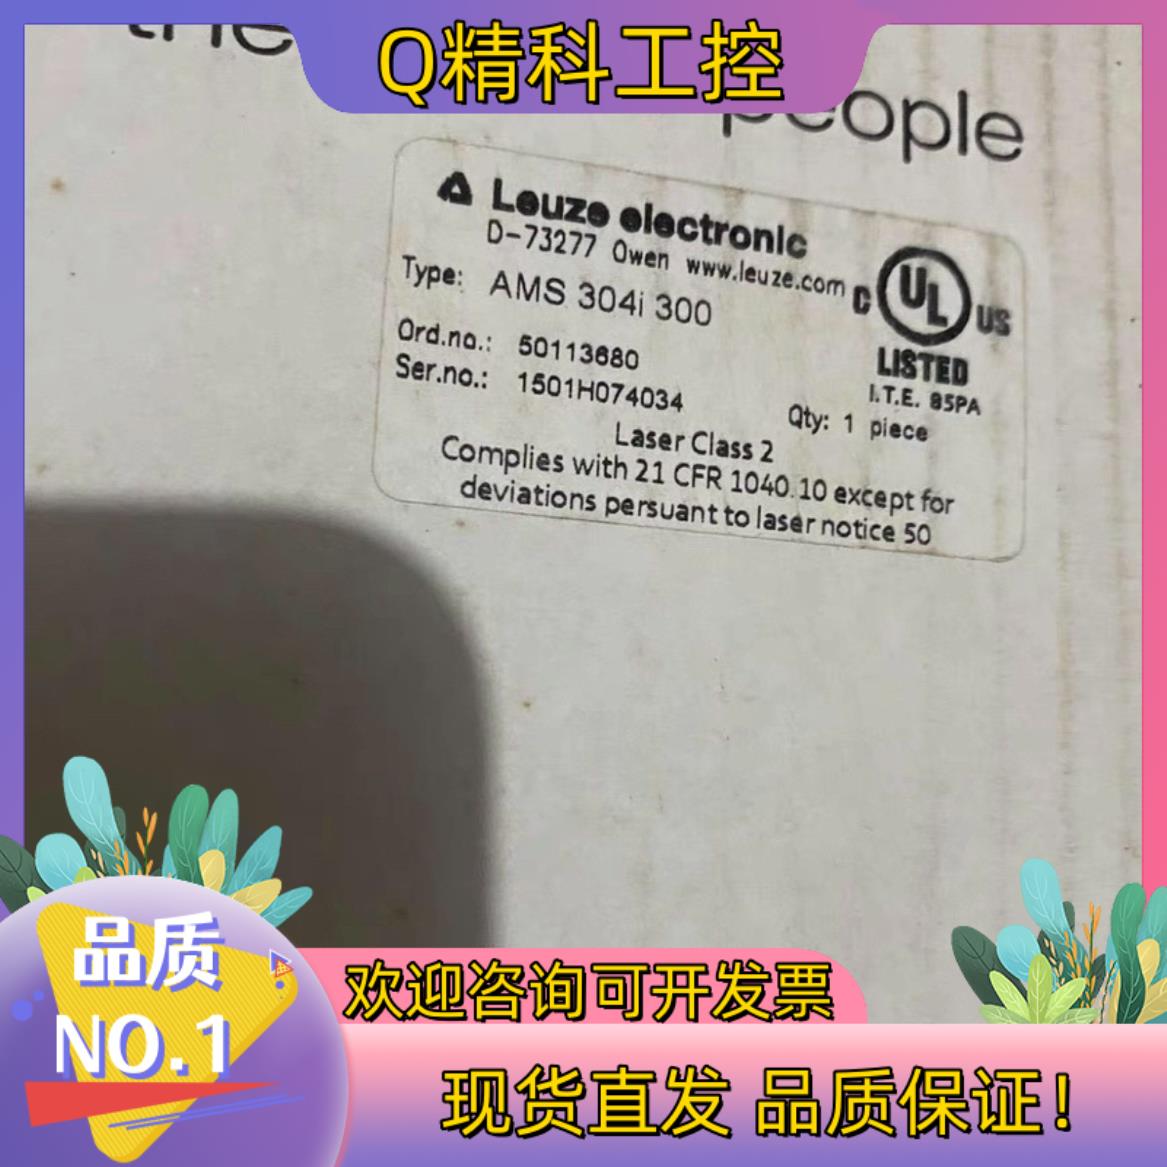 the
Q精科工控
people
Leuze electronic
D-73277 Owen www.leuze.com
Type: AMS 304i 300
C UL US
LISTED
I.T.E. 85PA
Ord.no.: 50113680
Ser.no.: 1501H074034
Qty: 1 piece
Laser Class 2
Complies with 21 CFR 1040.10 except for
deviations persuant to laser notice 50
品质
NO.1
欢迎咨询可开发票
现货直发 品质保证!